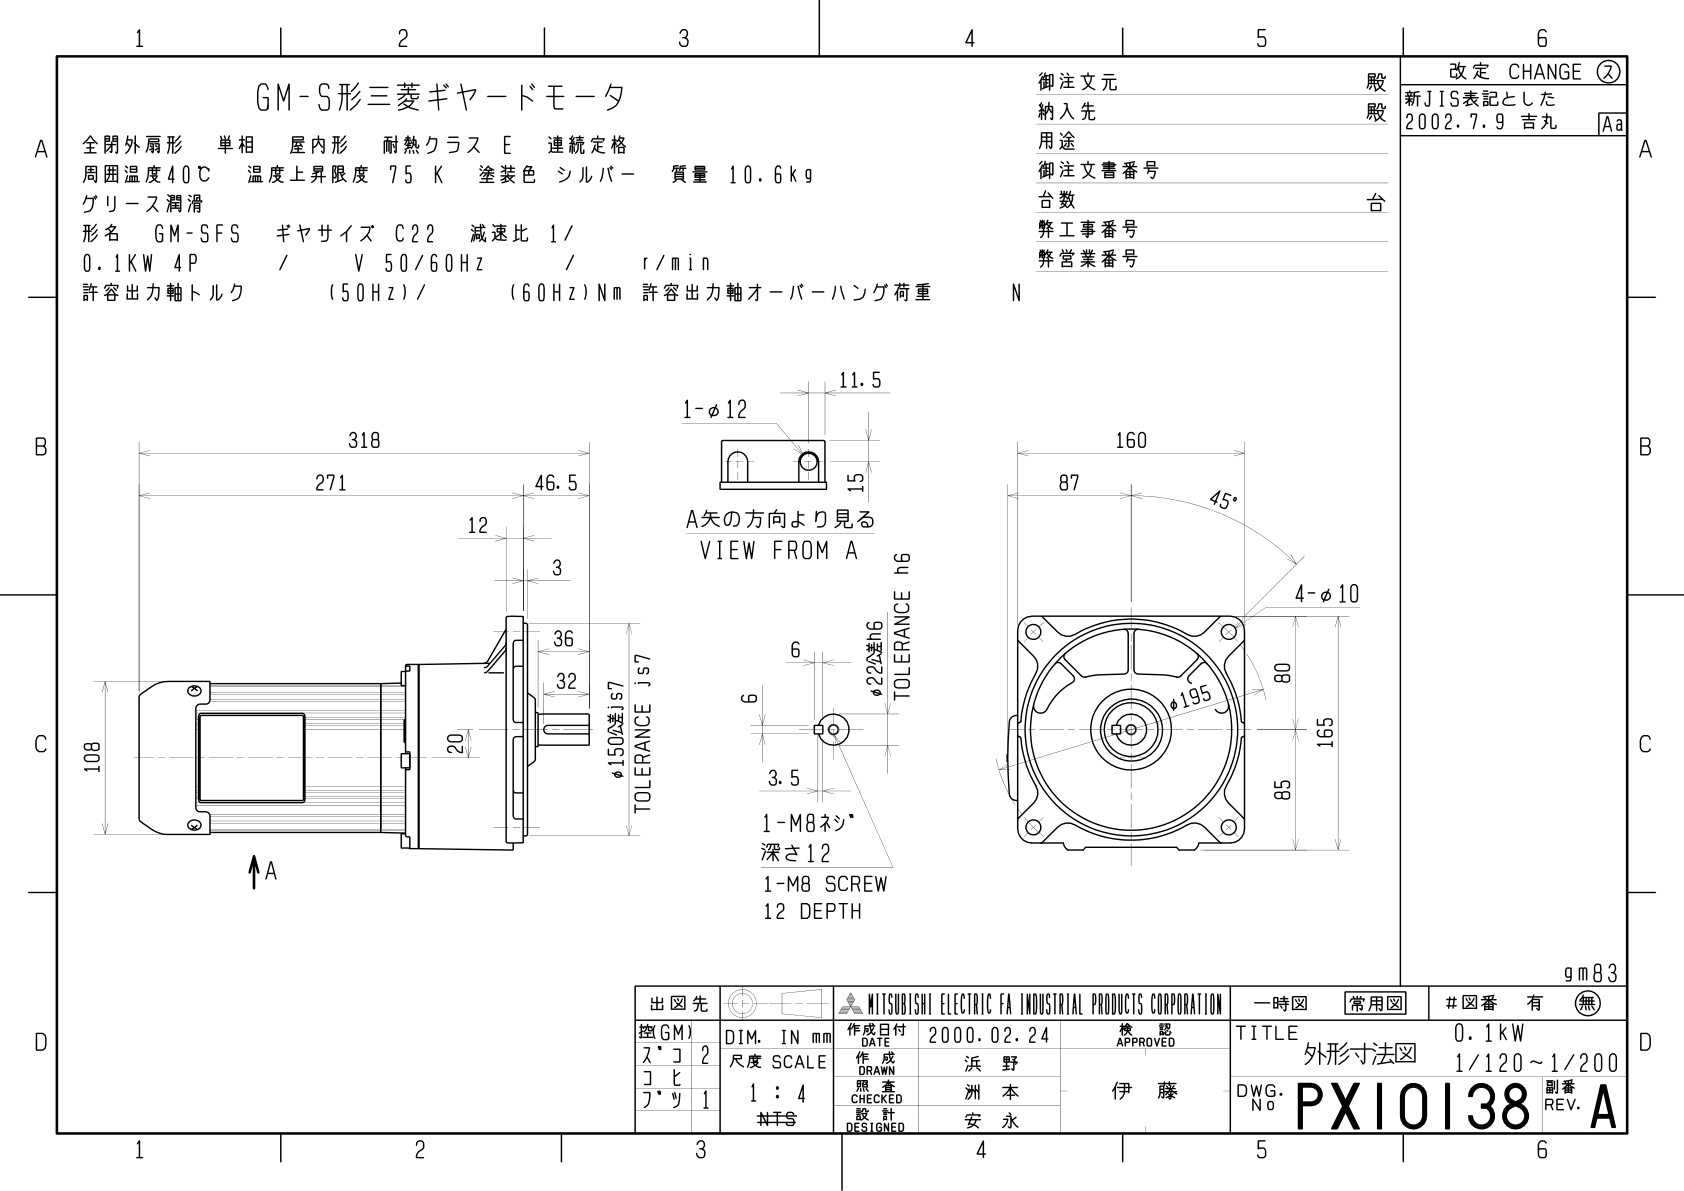 1 2 3 4 5 6
A
B
C
D
GM-S形三菱ギヤードモータ
全閉外扇形 単相 屋内形 耐熱クラス E 連続定格
周囲温度40℃ 温度上昇限度 75 K 塗装色 シルバー 質量 10.6kg
グリース潤滑
形名 GM-SFS ギヤサイズ C22 減速比 1/
0.1KW 4P / V 50/60Hz / r/min
許容出力軸トルク (50Hz)/ (60Hz)Nm 許容出力軸オーバーハング荷重 N
御注文元 殿
納入先 殿
用途
御注文書番号
台数 台
弊工事番号
弊営業番号
改定 CHANGE ス
新JIS表記とした
2002.7.9 吉丸 Aa
A
B
C
D
318
271
46.5
12
3
36
32
20
108
φ150公差js7
TOLERANCE js7
A
11.5
1-φ12
15
A矢の方向より見る
VIEW FROM A
6
6
3.5
φ22公差h6
TOLERANCE h6
1-M8ネジ
深さ12
1-M8 SCREW
12 DEPTH
160
87
45°
4-φ10
φ195
80
85
165
gm83
出図先
控(GM)
ズコ 2
コヒ
ブツ 1
DIM. IN mm
尺度 SCALE
1 : 4
NTS
MITSUBISHI ELECTRIC FA INDUSTRIAL PRODUCTS CORPORATION
作成日付
DATE
2000.02.24
検 認
APPROVED
作 成
DRAWN
浜 野
照 査
CHECKED
洲 本
伊 藤
設 計
DESIGNED
安 永
一時図 常用図 #図番 有 無
TITLE
外形寸法図
0.1kW
1/120~1/200
DWG.
No
PX10138
副番
REV.
A
1 2 3 4 5 6